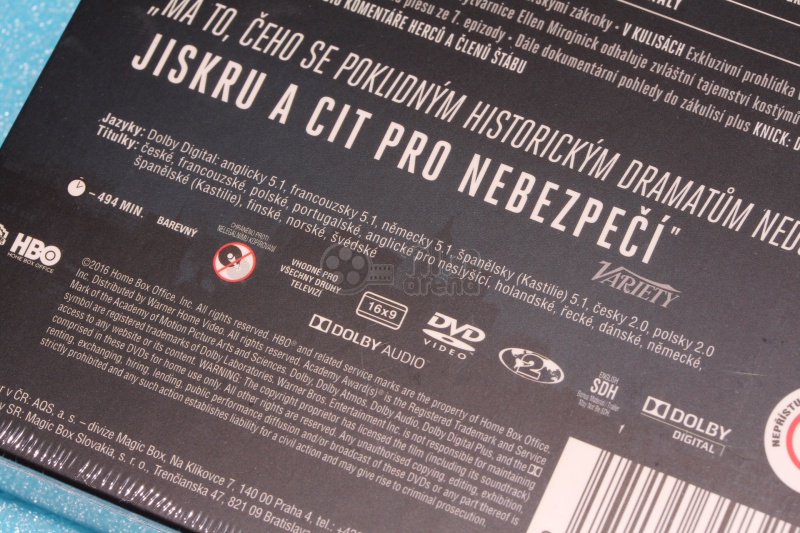 kými zákroky - V KULISÁCH Exkluzivní prohlídka
plesu ze 7. epizody - Dále dokumentární pohledy do zákulisí plus KNICK: D
Ellen Mirojnick odhaluje zvláštní tajemství kostýmů
KOMENTÁŘE HERCŮ A ČLENŮ ŠTÁBU
„MÁ TO, ČEHO SE POKLIDNÝM HISTORICKÝM DRAMATŮM NED
JISKRU A CIT PRO NEBEZPEČÍ"
VARIETY
Jazyky: Dolby Digital: anglicky 5.1, francouzsky 5.1, německy 5.1, španělsky (Kastilie) 5.1, česky 2.0, polsky 2.0
Titulky: české, francouzské, polské, portugalské, anglické pro neslyšící, holandské, řecké, dánské, německé,
španělské (Kastilie), finské, norské, švédské
~ 494 MIN.
BAREVNÝ
CHRÁNĚNO PROTI
NELEGÁLNÍMU KOPÍROVÁNÍ
VHODNÉ PRO
VŠECHNY DRUHY
TELEVIZÍ
16x9
DOLBY AUDIO
DVD
VIDEO
2
ENGLISH
SDH
DOLBY
DIGITAL
HBO
HOME BOX OFFICE
©2016 Home Box Office, Inc. All rights reserved. HBO® and related service marks are the property of Home Box Office,
Inc. Distributed by Warner Home Video. All rights reserved. Academy Award(s)® is the Registered Trademark and Service
Mark of the Academy of Motion Picture Arts and Sciences. Dolby, Dolby Atmos, Dolby Audio, Dolby Digital Plus, and the
symbol are registered trademarks of Dolby Laboratories. Warner Bros. Entertainment Inc. is not responsible for maintaining
access to any website or its content. WARNING: The copyright proprietor has licensed the film (including its soundtrack)
comprised in these DVDs for home use only. All other rights reserved. Any unauthorised copying, editing, exhibition,
renting, exchanging, hiring, lending, public performance diffusion and/or broadcast of these DVDs or any part thereof is
strictly prohibited and any such action establishes liability for a civil action and may give rise to criminal prosecution.
v ČR: AQS, a. s. – divize Magic Box. Na Klikovce 7, 140 00 Praha 4, tel.: +42
v SR: Magic Box Slovakia, s. r. o., Trenčianska 47, 821 09 Bratislav
NEPŘÍSTU